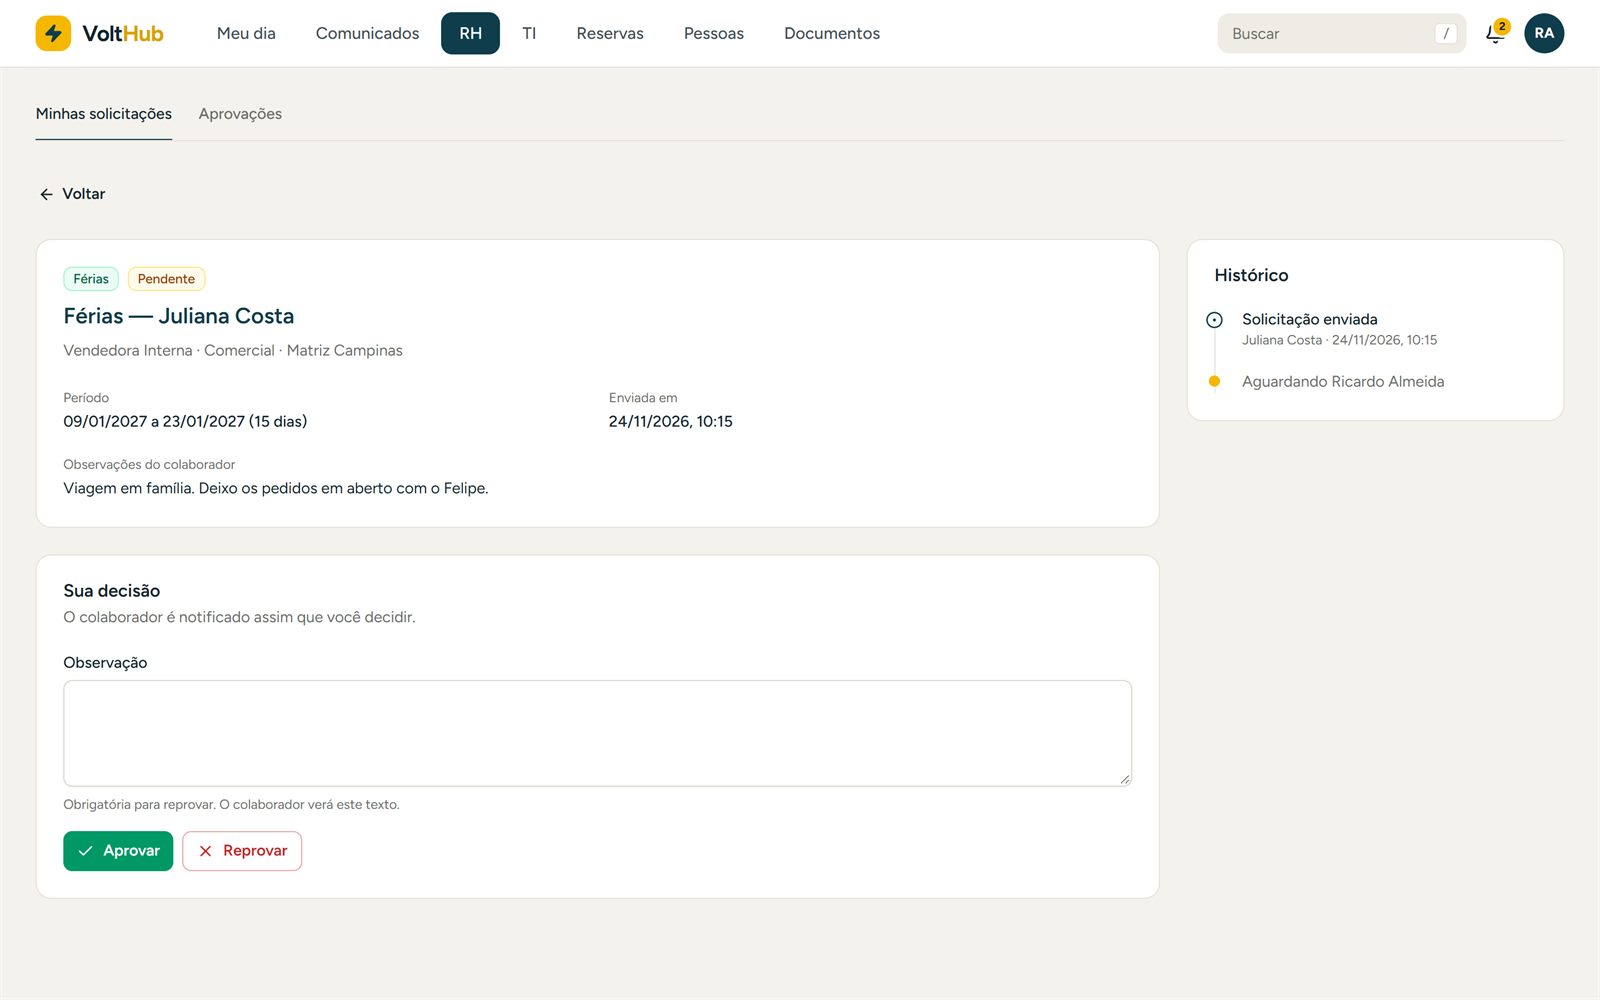 VoltHub
Meu dia
Comunicados
RH
TI
Reservas
Pessoas
Documentos
Buscar
/
2
RA
Minhas solicitações
Aprovações
Voltar
Férias
Pendente
Férias — Juliana Costa
Vendedora Interna · Comercial · Matriz Campinas
Período
09/01/2027 a 23/01/2027 (15 dias)
Enviada em
24/11/2026, 10:15
Observações do colaborador
Viagem em família. Deixo os pedidos em aberto com o Felipe.
Histórico
Solicitação enviada
Juliana Costa · 24/11/2026, 10:15
Aguardando Ricardo Almeida
Sua decisão
O colaborador é notificado assim que você decidir.
Observação
Obrigatória para reprovar. O colaborador verá este texto.
Aprovar
Reprovar